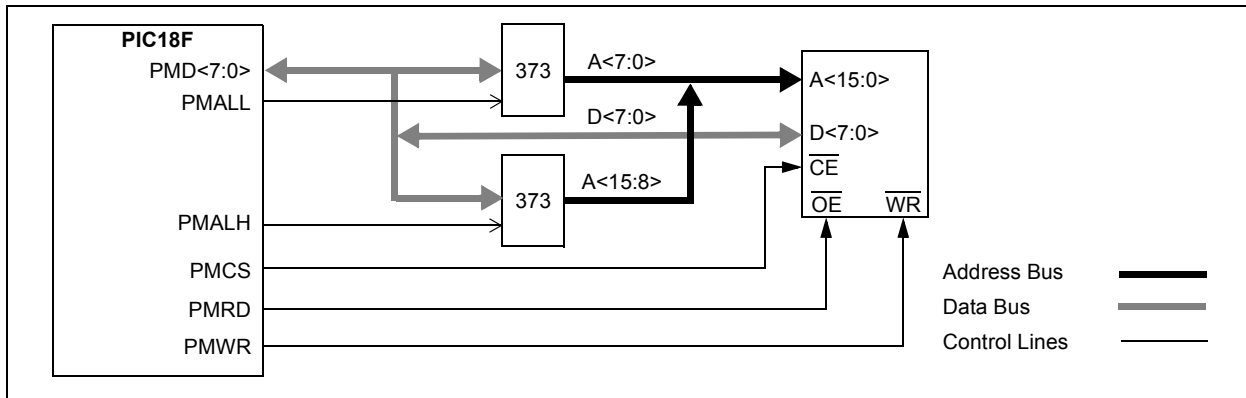 PIC18F
PMD<7:0>
PMALL
373
A<7:0>
A<15:0>
D<7:0>
D<7:0>
CE
373
A<15:8>
OE
WR
PMALH
PMCS
PMRD
PMWR
Address Bus
Data Bus
Control Lines